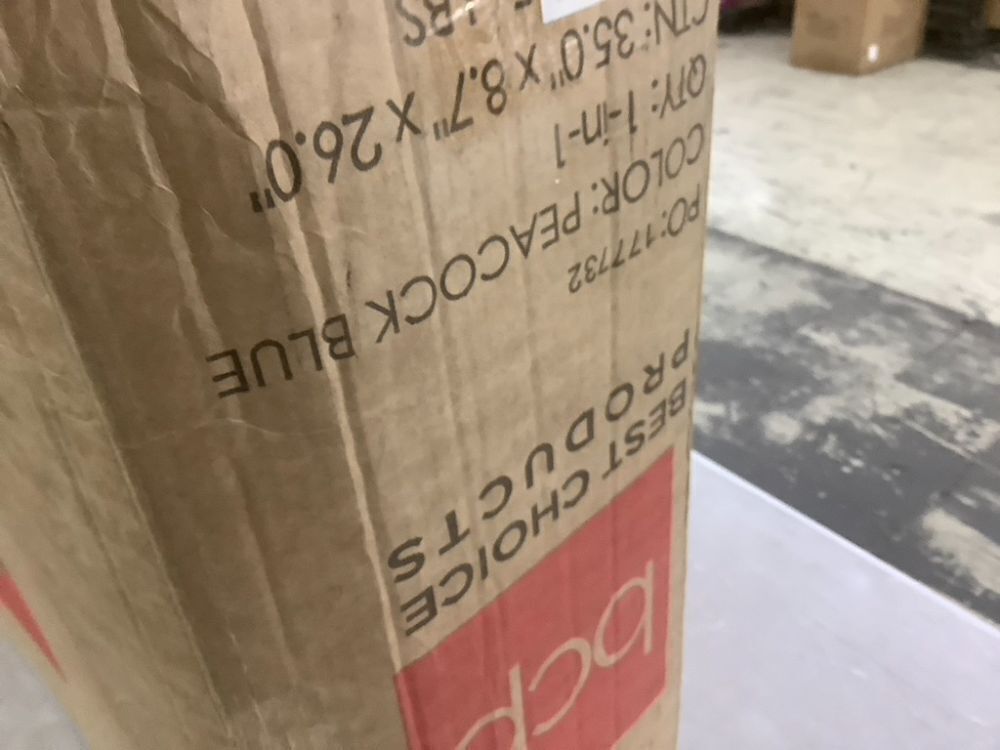 bcp
BEST CHOICE
PRODUCTS
PO:177732
COLOR: PEACOCK BLUE
QTY: 1-in-1
CTN: 35.0" X 8.7" X 26.0"
LBS